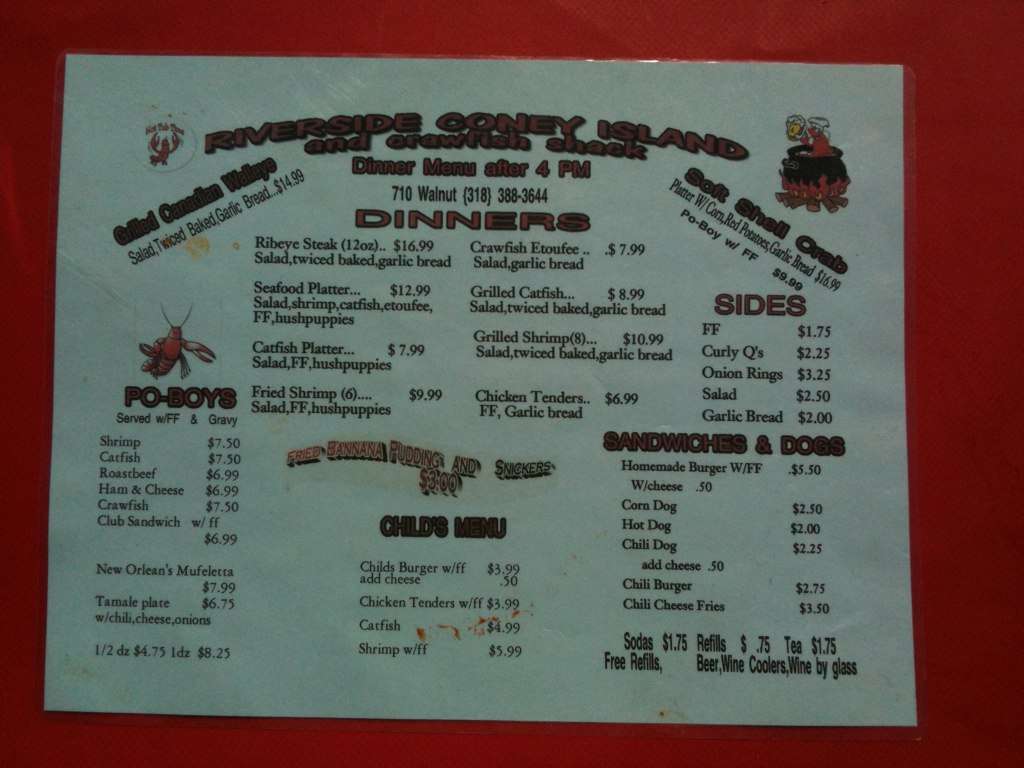 RIVERSIDE CONEY ISLAND
and crawfish shack
Dinner Menu after 4 PM
710 Walnut {318} 388-3644
Grilled Canadian Walleye
Salad,Twiced Baked,Garlic Bread...$14.99
Soft Shell Crab
Platter W/Corn,Red Potatoes,Garlic Bread $16.99
Po-Boy w/ FF $9.99
DINNERS
Ribeye Steak (12oz).. $16.99
Salad,twiced baked,garlic bread
Seafood Platter... $12.99
Salad,shrimp,catfish,etoufee,
FF,hushpuppies
Catfish Platter... $ 7.99
Salad,FF,hushpuppies
Fried Shrimp (6).... $9.99
Salad,FF,hushpuppies
Crawfish Etoufee .. .$ 7.99
Salad,garlic bread
Grilled Catfish... $ 8.99
Salad,twiced baked,garlic bread
Grilled Shrimp(8)... $10.99
Salad,twiced baked,garlic bread
Chicken Tenders.. $6.99
FF, Garlic bread
SIDES
FF $1.75
Curly Q's $2.25
Onion Rings $3.25
Salad $2.50
Garlic Bread $2.00
PO-BOY'S
Served w/FF & Gravy
Shrimp $7.50
Catfish $7.50
Roastbeef $6.99
Ham & Cheese $6.99
Crawfish $7.50
Club Sandwich w/ ff
$6.99
New Orlean's Mufeletta
$7.99
Tamale plate $6.75
w/chili,cheese,onions
1/2 dz $4.75 1dz $8.25
FRIED BANNANA PUDDING AND SNICKERS
$3.00
CHILD'S MENU
Childs Burger w/ff $3.99
add cheese .50
Chicken Tenders w/ff $3.99
Catfish $4.99
Shrimp w/ff $5.99
SANDWICHES & DOGS
Homemade Burger W/FF .$5.50
W/cheese .50
Corn Dog $2.50
Hot Dog $2.00
Chili Dog $2.25
add cheese .50
Chili Burger $2.75
Chili Cheese Fries $3.50
Sodas $1.75 Refills $ .75 Tea $1.75
Free Refills, Beer,Wine Coolers,Wine by glass